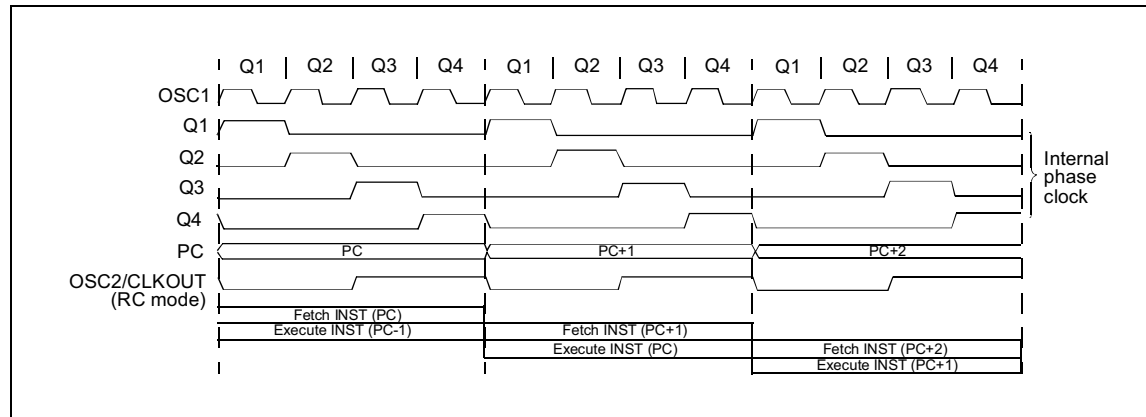 Q1 Q2 Q3 Q4 Q1 Q2 Q3 Q4 Q1 Q2 Q3 Q4
OSC1
Q1
Q2
Q3
Q4
PC PC PC+1 PC+2
OSC2/CLKOUT
(RC mode)
Internal
phase
clock
Fetch INST (PC)
Execute INST (PC-1) Fetch INST (PC+1)
Execute INST (PC) Fetch INST (PC+2)
Execute INST (PC+1)